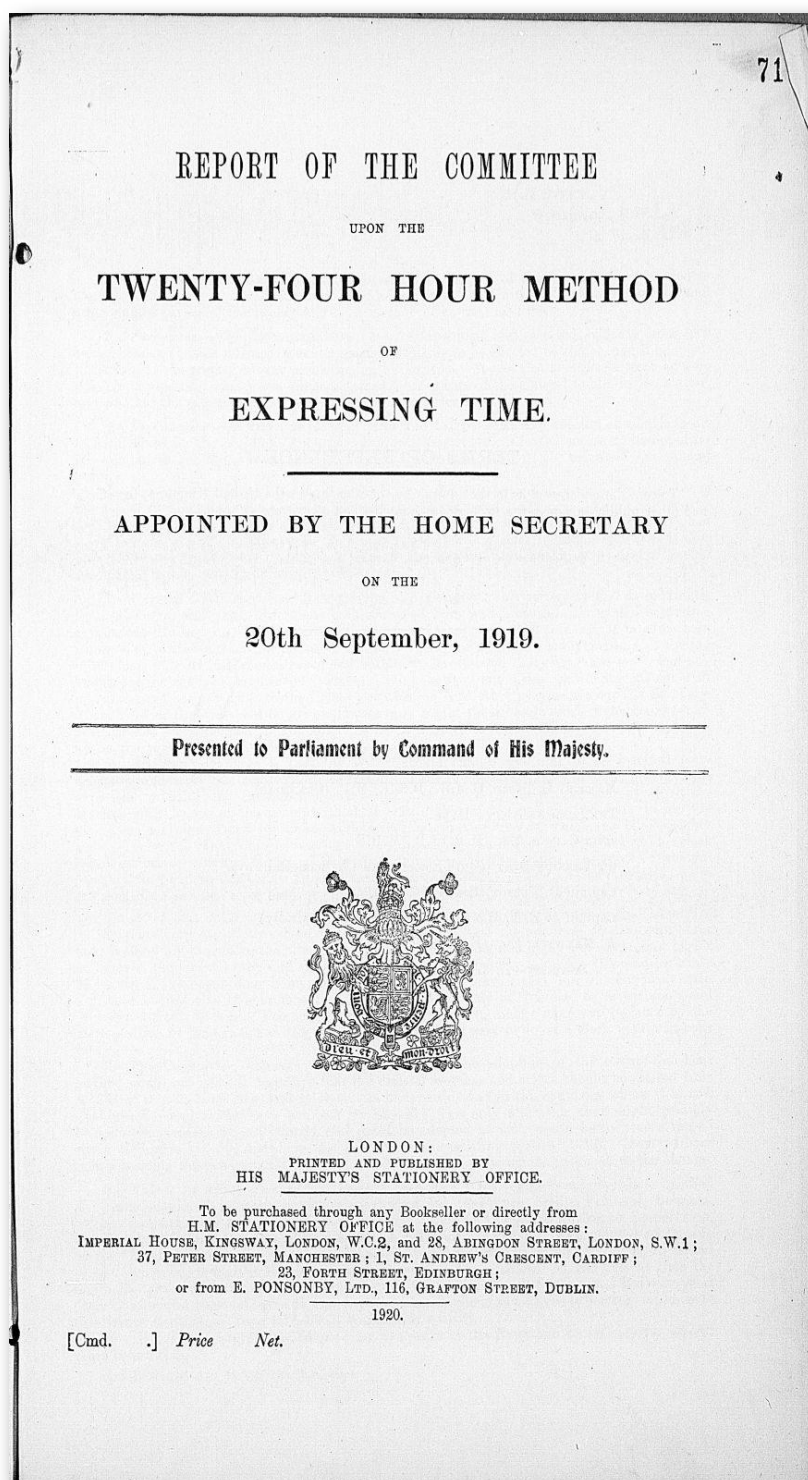 71
REPORT OF THE COMMITTEE
UPON THE
TWENTY-FOUR HOUR METHOD
OF
EXPRESSING TIME.
APPOINTED BY THE HOME SECRETARY
ON THE
20th September, 1919.
Presented to Parliament by Command of His Majesty.
DIEU·ET MON·DROIT
LONDON:
PRINTED AND PUBLISHED BY
HIS MAJESTY'S STATIONERY OFFICE.
To be purchased through any Bookseller or directly from
H.M. STATIONERY OFFICE at the following addresses:
IMPERIAL HOUSE, KINGSWAY, LONDON, W.C.2, and 28, ABINGDON STREET, LONDON, S.W.1;
37, PETER STREET, MANCHESTER; 1, ST. ANDREW'S CRESCENT, CARDIFF;
23, FORTH STREET, EDINBURGH;
or from E. PONSONBY, LTD., 116, GRAFTON STREET, DUBLIN.
1920.
[Cmd. .] Price Net.